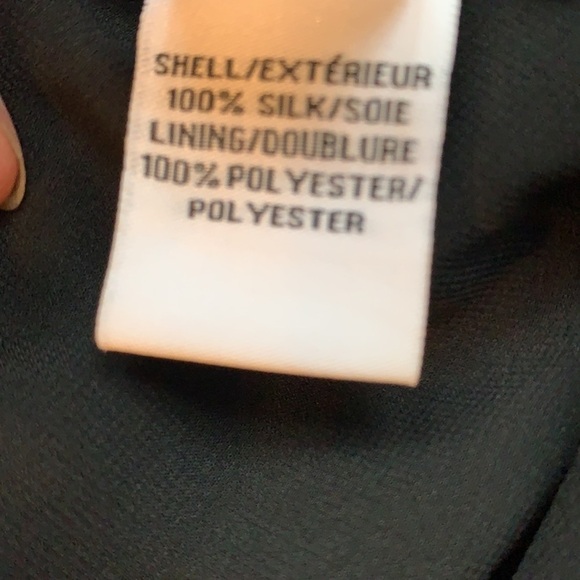 SHELL/EXTÉRIEUR
100% SILK/SOIE
LINING/DOUBLURE
100% POLYESTER/
POLYESTER